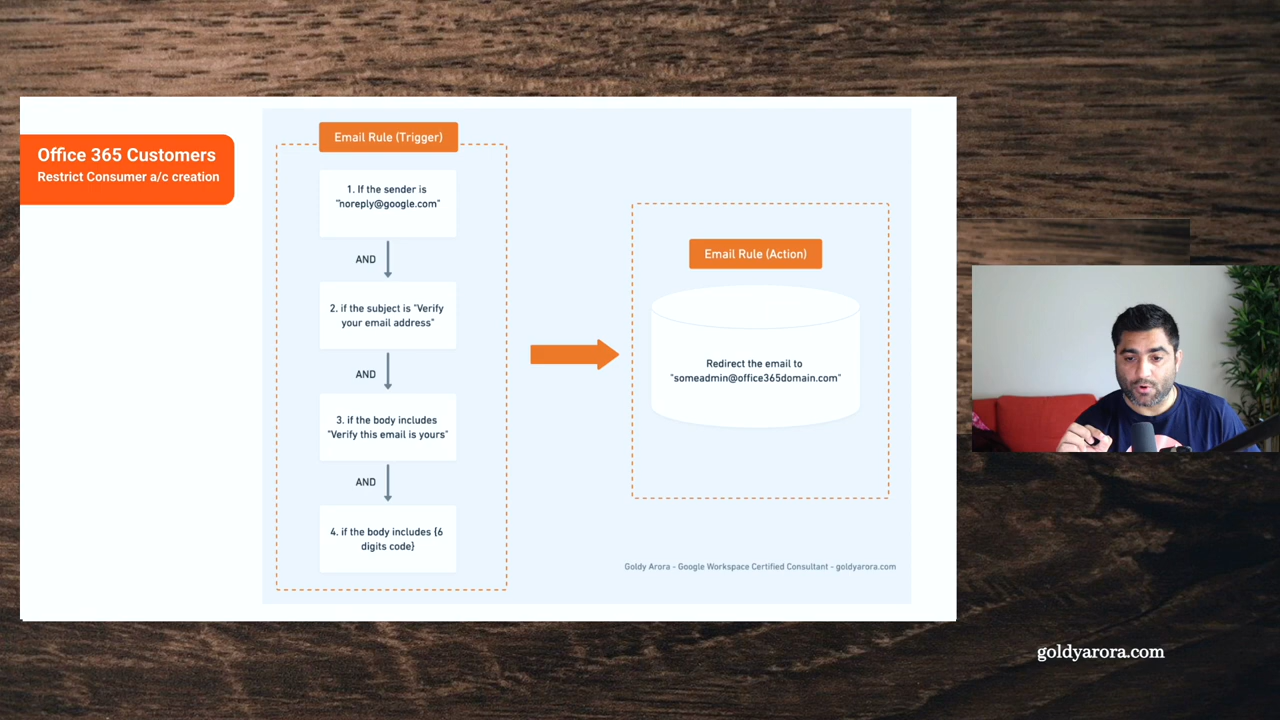 Office 365 Customers
Restrict Consumer a/c creation
Email Rule (Trigger)
1. If the sender is
"noreply@google.com"
AND
2. if the subject is "Verify
your email address"
AND
3. if the body includes
"Verify this email is yours"
AND
4. if the body includes {6
digits code}
Email Rule (Action)
Redirect the email to
"someadmin@office365domain.com"
Goldy Arora - Google Workspace Certified Consultant - goldyarora.com
goldyarora.com